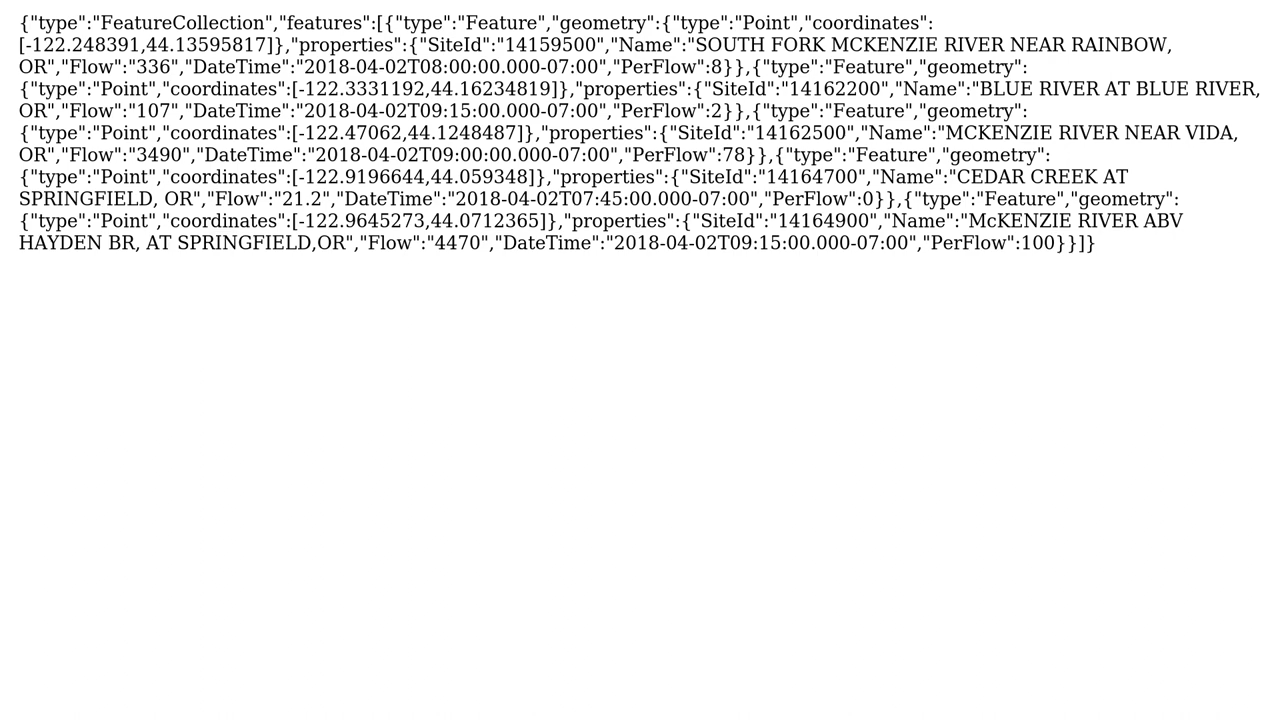 {"type":"FeatureCollection","features":[{"type":"Feature","geometry":{"type":"Point","coordinates":
[-122.248391,44.13595817]},"properties":{"SiteId":"14159500","Name":"SOUTH FORK MCKENZIE RIVER NEAR RAINBOW,
OR","Flow":"336","DateTime":"2018-04-02T08:00:00.000-07:00","PerFlow":8}},{"type":"Feature","geometry":
{"type":"Point","coordinates":[-122.3331192,44.16234819]},"properties":{"SiteId":"14162200","Name":"BLUE RIVER AT BLUE RIVER,
OR","Flow":"107","DateTime":"2018-04-02T09:15:00.000-07:00","PerFlow":2}},{"type":"Feature","geometry":
{"type":"Point","coordinates":[-122.47062,44.1248487]},"properties":{"SiteId":"14162500","Name":"MCKENZIE RIVER NEAR VIDA,
OR","Flow":"3490","DateTime":"2018-04-02T09:00:00.000-07:00","PerFlow":78}},{"type":"Feature","geometry":
{"type":"Point","coordinates":[-122.9196644,44.059348]},"properties":{"SiteId":"14164700","Name":"CEDAR CREEK AT
SPRINGFIELD, OR","Flow":"21.2","DateTime":"2018-04-02T07:45:00.000-07:00","PerFlow":0}},{"type":"Feature","geometry":
{"type":"Point","coordinates":[-122.9645273,44.0712365]},"properties":{"SiteId":"14164900","Name":"McKENZIE RIVER ABV
HAYDEN BR, AT SPRINGFIELD,OR","Flow":"4470","DateTime":"2018-04-02T09:15:00.000-07:00","PerFlow":100}}]}